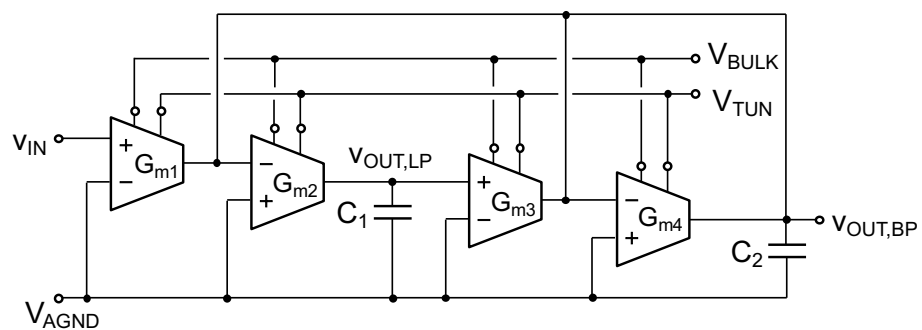 V_BULK
V_TUN
v_IN
+
−
G_m1
−
+
G_m2
v_OUT,LP
C_1
+
−
G_m3
−
+
G_m4
v_OUT,BP
C_2
V_AGND